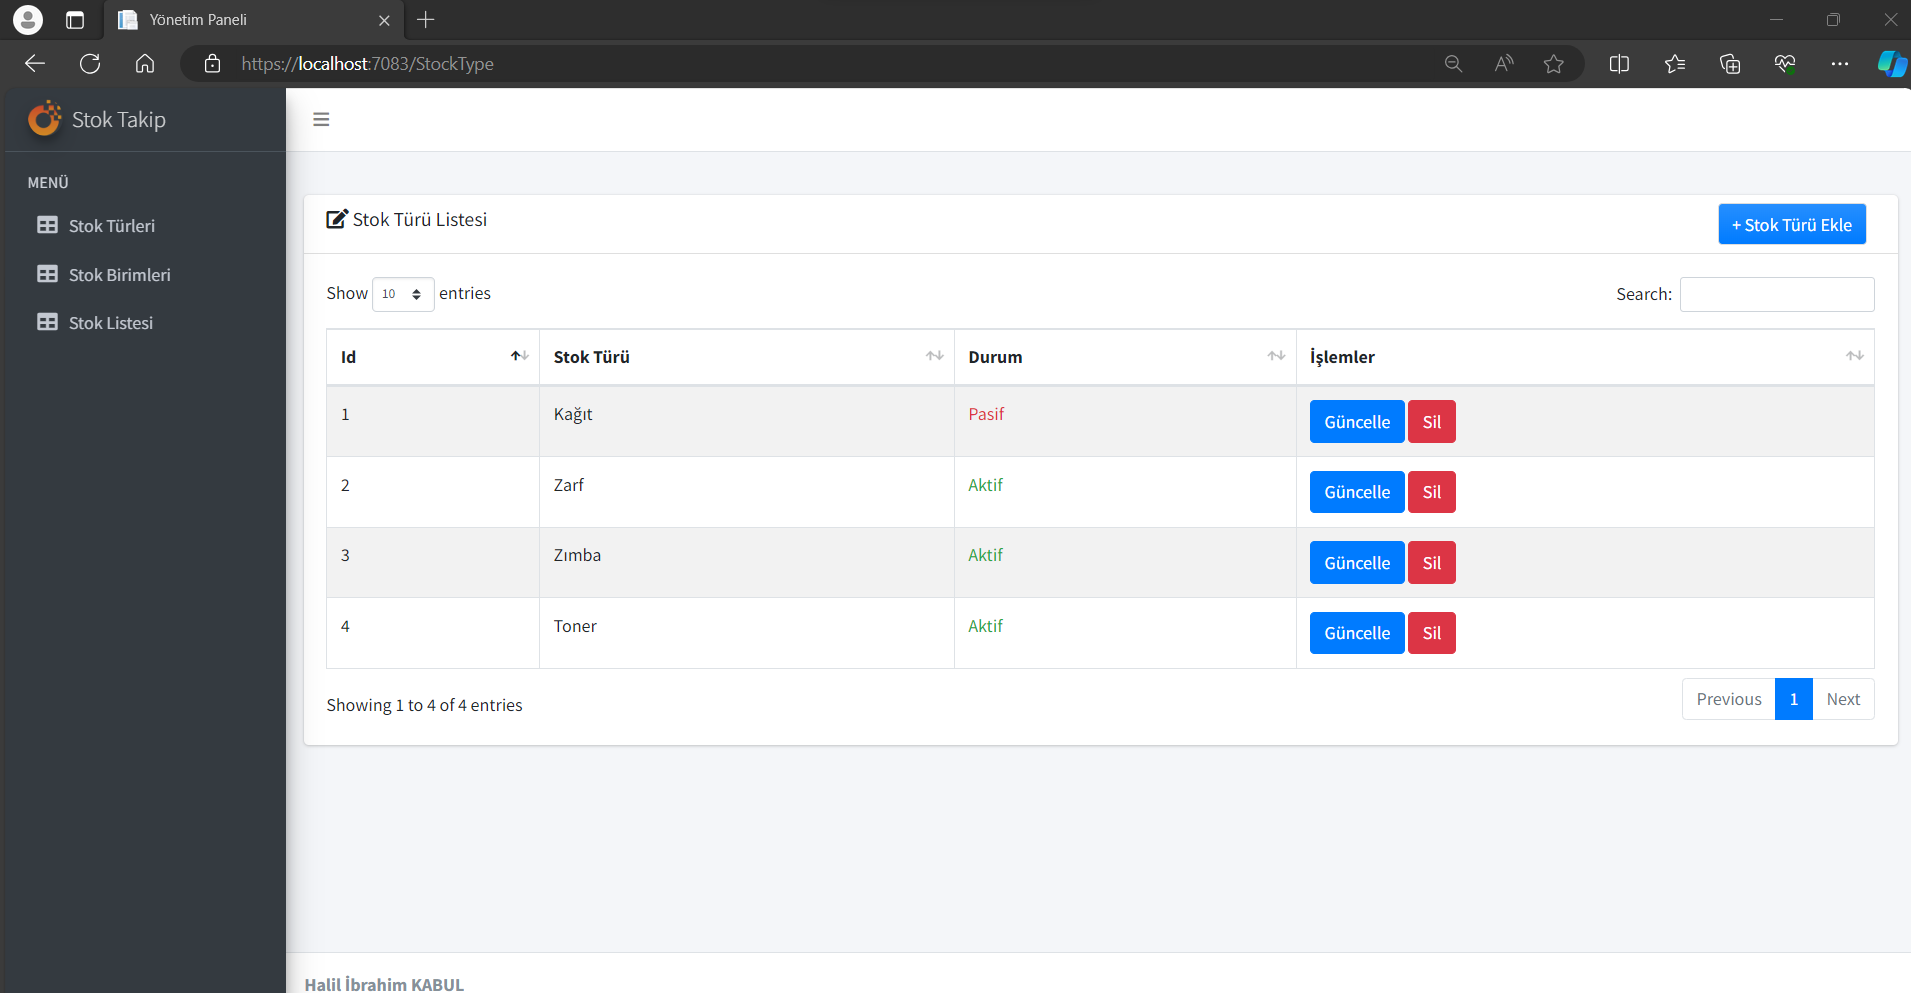 Yönetim Paneli
https://localhost:7083/StockType
Stok Takip
MENÜ
Stok Türleri
Stok Birimleri
Stok Listesi
Stok Türü Listesi
+ Stok Türü Ekle
Show 10 entries
Search:
Id Stok Türü Durum İşlemler
1 Kağıt Pasif Güncelle Sil
2 Zarf Aktif Güncelle Sil
3 Zımba Aktif Güncelle Sil
4 Toner Aktif Güncelle Sil
Showing 1 to 4 of 4 entries
Previous 1 Next
Halil İbrahim KABUL